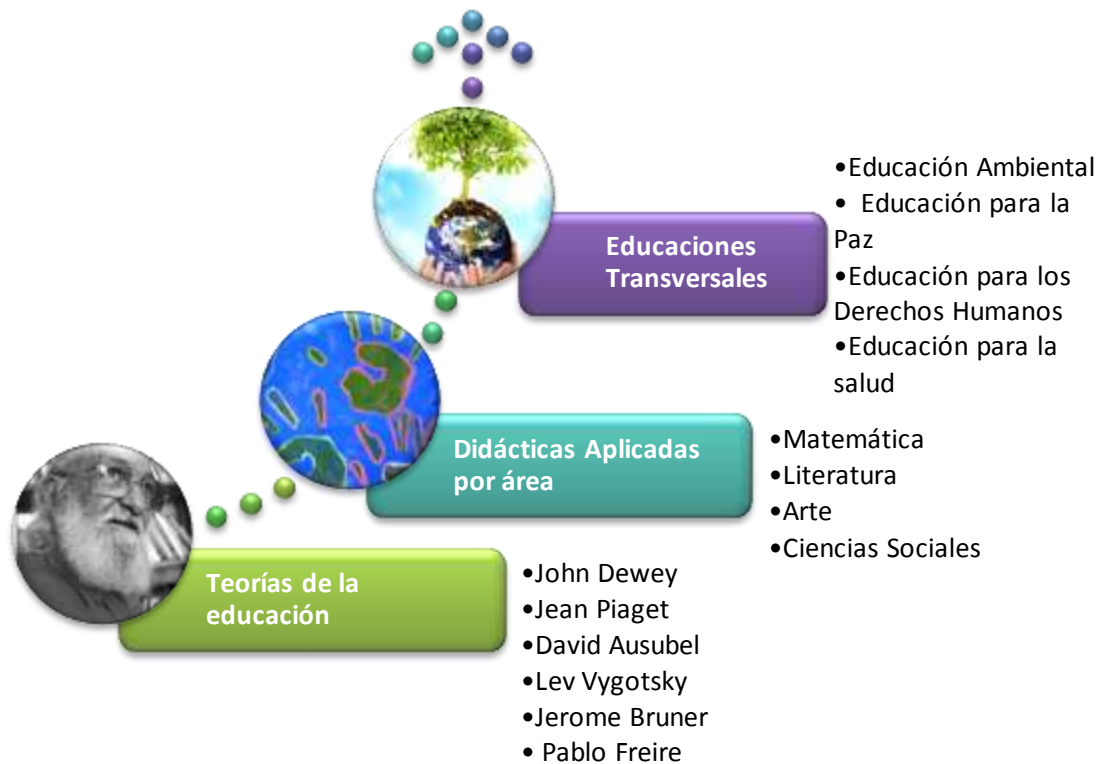 Educaciones
Transversales
•Educación Ambiental
• Educación para la
Paz
•Educación para los
Derechos Humanos
•Educación para la
salud
Didácticas Aplicadas
por área
•Matemática
•Literatura
•Arte
•Ciencias Sociales
Teorías de la
educación
•John Dewey
•Jean Piaget
•David Ausubel
•Lev Vygotsky
•Jerome Bruner
• Pablo Freire